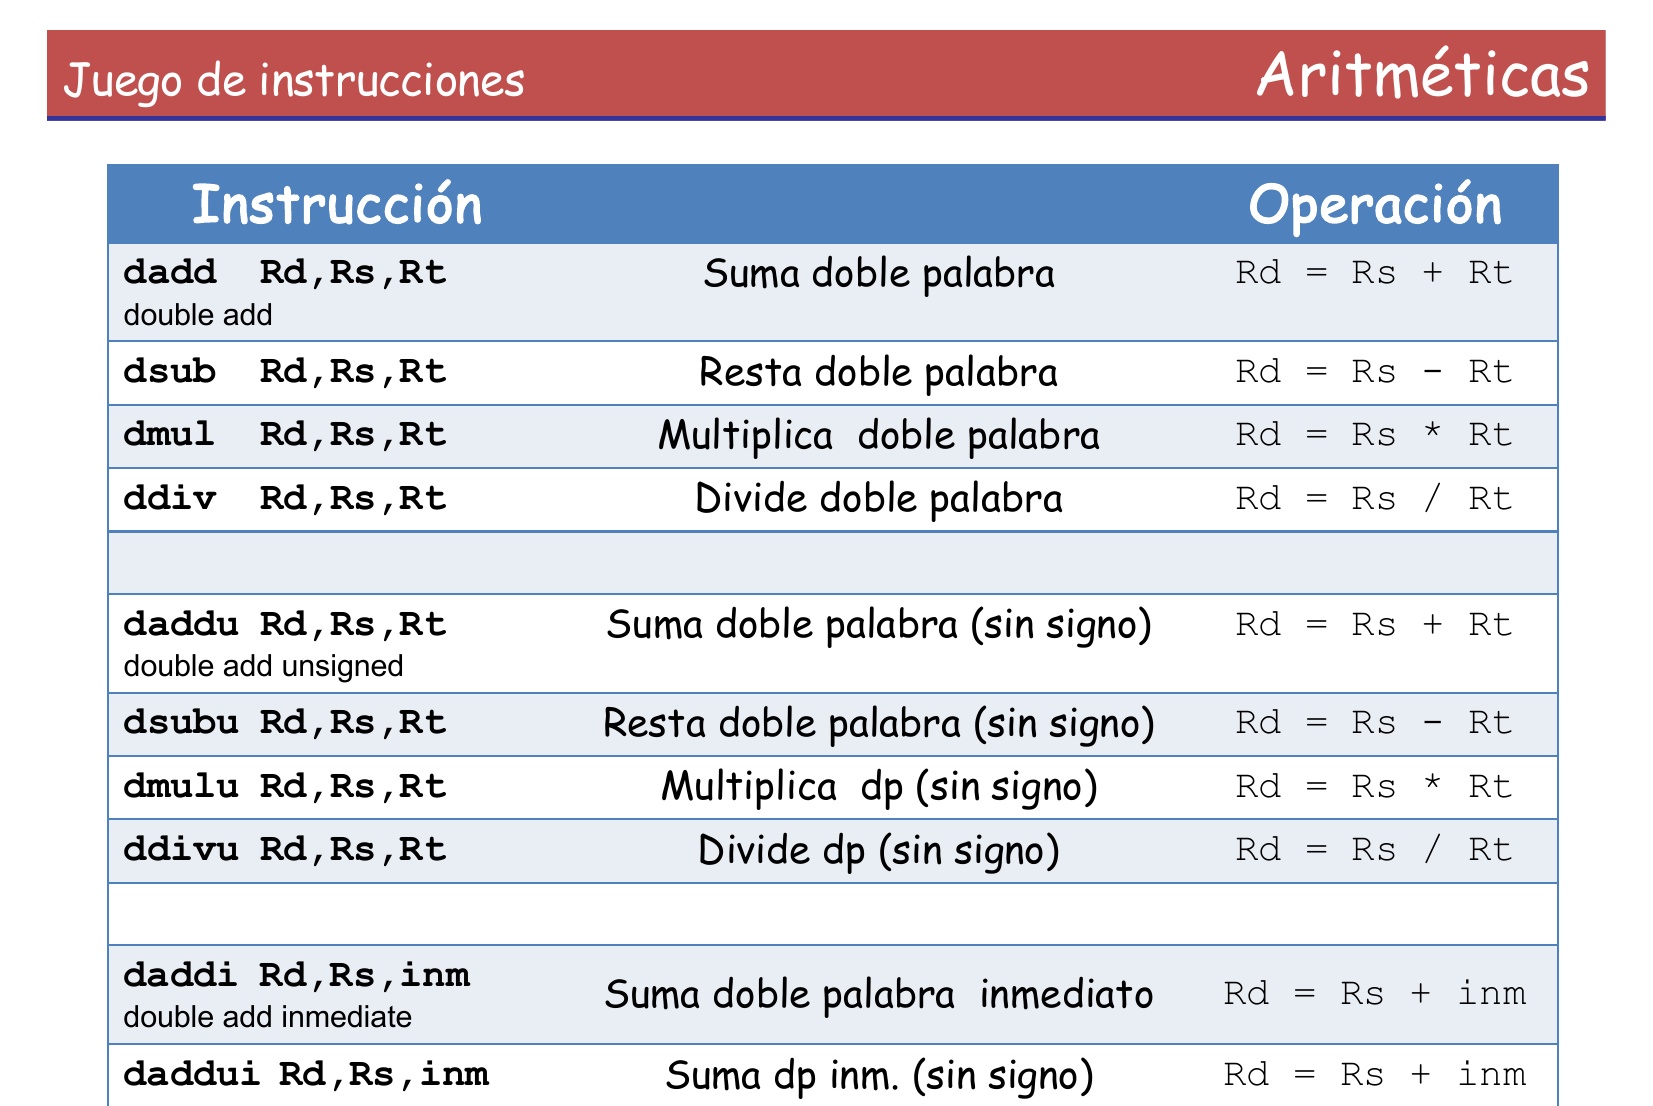 Juego de instrucciones Aritméticas
Instrucción Operación
dadd Rd,Rs,Rt Suma doble palabra Rd = Rs + Rt
double add
dsub Rd,Rs,Rt Resta doble palabra Rd = Rs - Rt
dmul Rd,Rs,Rt Multiplica doble palabra Rd = Rs * Rt
ddiv Rd,Rs,Rt Divide doble palabra Rd = Rs / Rt
daddu Rd,Rs,Rt Suma doble palabra (sin signo) Rd = Rs + Rt
double add unsigned
dsubu Rd,Rs,Rt Resta doble palabra (sin signo) Rd = Rs - Rt
dmulu Rd,Rs,Rt Multiplica dp (sin signo) Rd = Rs * Rt
ddivu Rd,Rs,Rt Divide dp (sin signo) Rd = Rs / Rt
daddi Rd,Rs,inm Suma doble palabra inmediato Rd = Rs + inm
double add inmediate
daddui Rd,Rs,inm Suma dp inm. (sin signo) Rd = Rs + inm